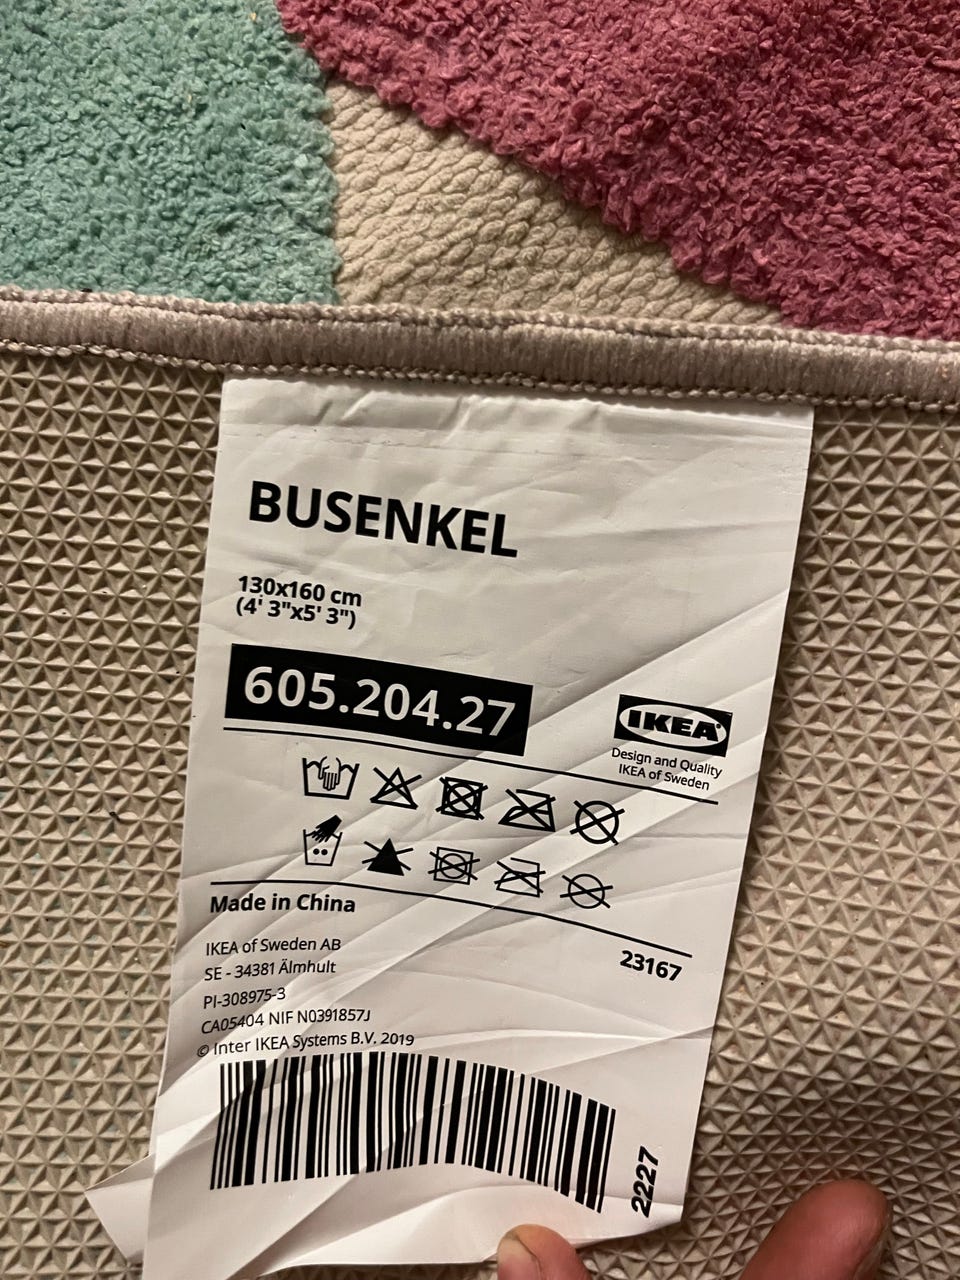 BUSENKEL
130x160 cm
(4' 3"x5' 3")
605.204.27
IKEA
Design and Quality
IKEA of Sweden
Made in China
23167
IKEA of Sweden AB
SE - 34381 Älmhult
PI-308975-3
CA05404 NIF N0391857J
© Inter IKEA Systems B.V. 2019
2227